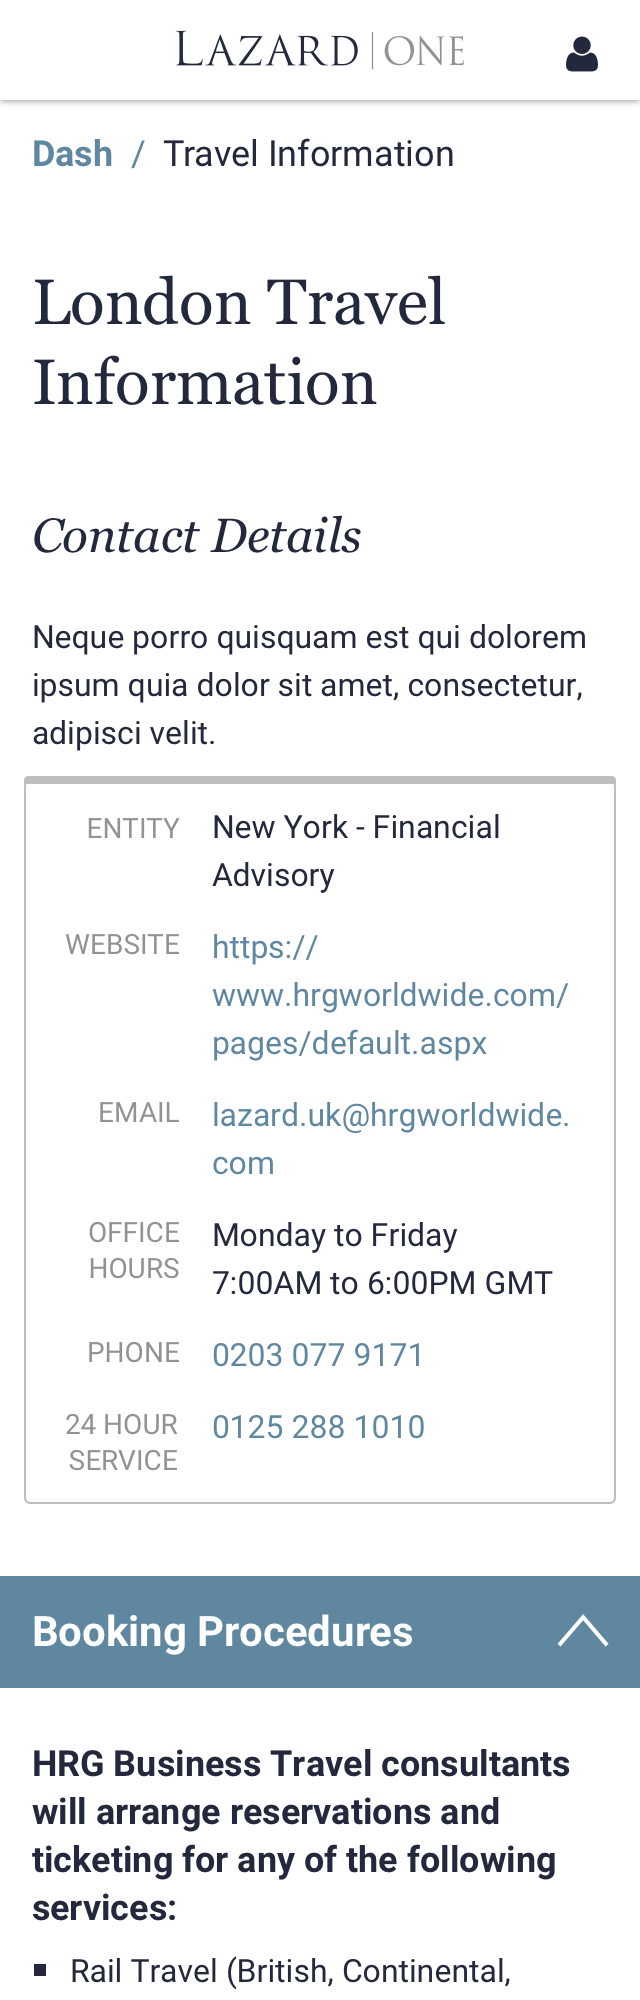 LAZARD | ONE
Dash / Travel Information
London Travel
Information
Contact Details
Neque porro quisquam est qui dolorem
ipsum quia dolor sit amet, consectetur,
adipisci velit.
ENTITY New York - Financial
Advisory
WEBSITE https://
www.hrgworldwide.com/
pages/default.aspx
EMAIL lazard.uk@hrgworldwide.
com
OFFICE HOURS Monday to Friday
7:00AM to 6:00PM GMT
PHONE 0203 077 9171
24 HOUR SERVICE 0125 288 1010
Booking Procedures
HRG Business Travel consultants
will arrange reservations and
ticketing for any of the following
services:
▪ Rail Travel (British, Continental,